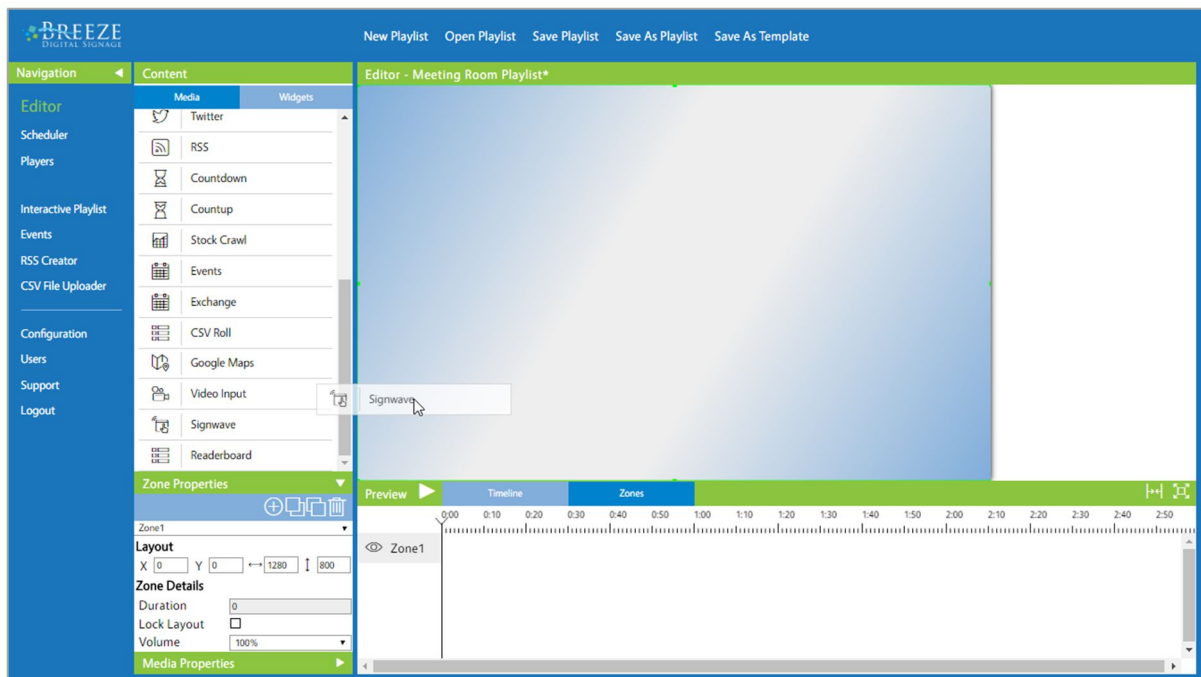 BREEZE
DIGITAL SIGNAGE
New Playlist Open Playlist Save Playlist Save As Playlist Save As Template
Navigation
Editor
Scheduler
Players
Interactive Playlist
Events
RSS Creator
CSV File Uploader
Configuration
Users
Support
Logout
Content
Media Widgets
Twitter
RSS
Countdown
Countup
Stock Crawl
Events
Exchange
CSV Roll
Google Maps
Video Input
Signwave
Readerboard
Zone Properties
Zone1
Layout
X 0 Y 0 1280 800
Zone Details
Duration 0
Lock Layout
Volume 100%
Media Properties
Editor - Meeting Room Playlist*
Signwave
Preview Timeline Zones
0:00 0:10 0:20 0:30 0:40 0:50 1:00 1:10 1:20 1:30 1:40 1:50 2:00 2:10 2:20 2:30 2:40 2:50
Zone1